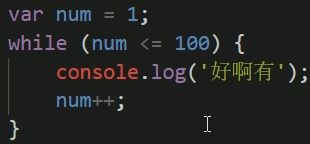 var num = 1;
while (num <= 100) {
    console.log('好啊有');
    num++;
}